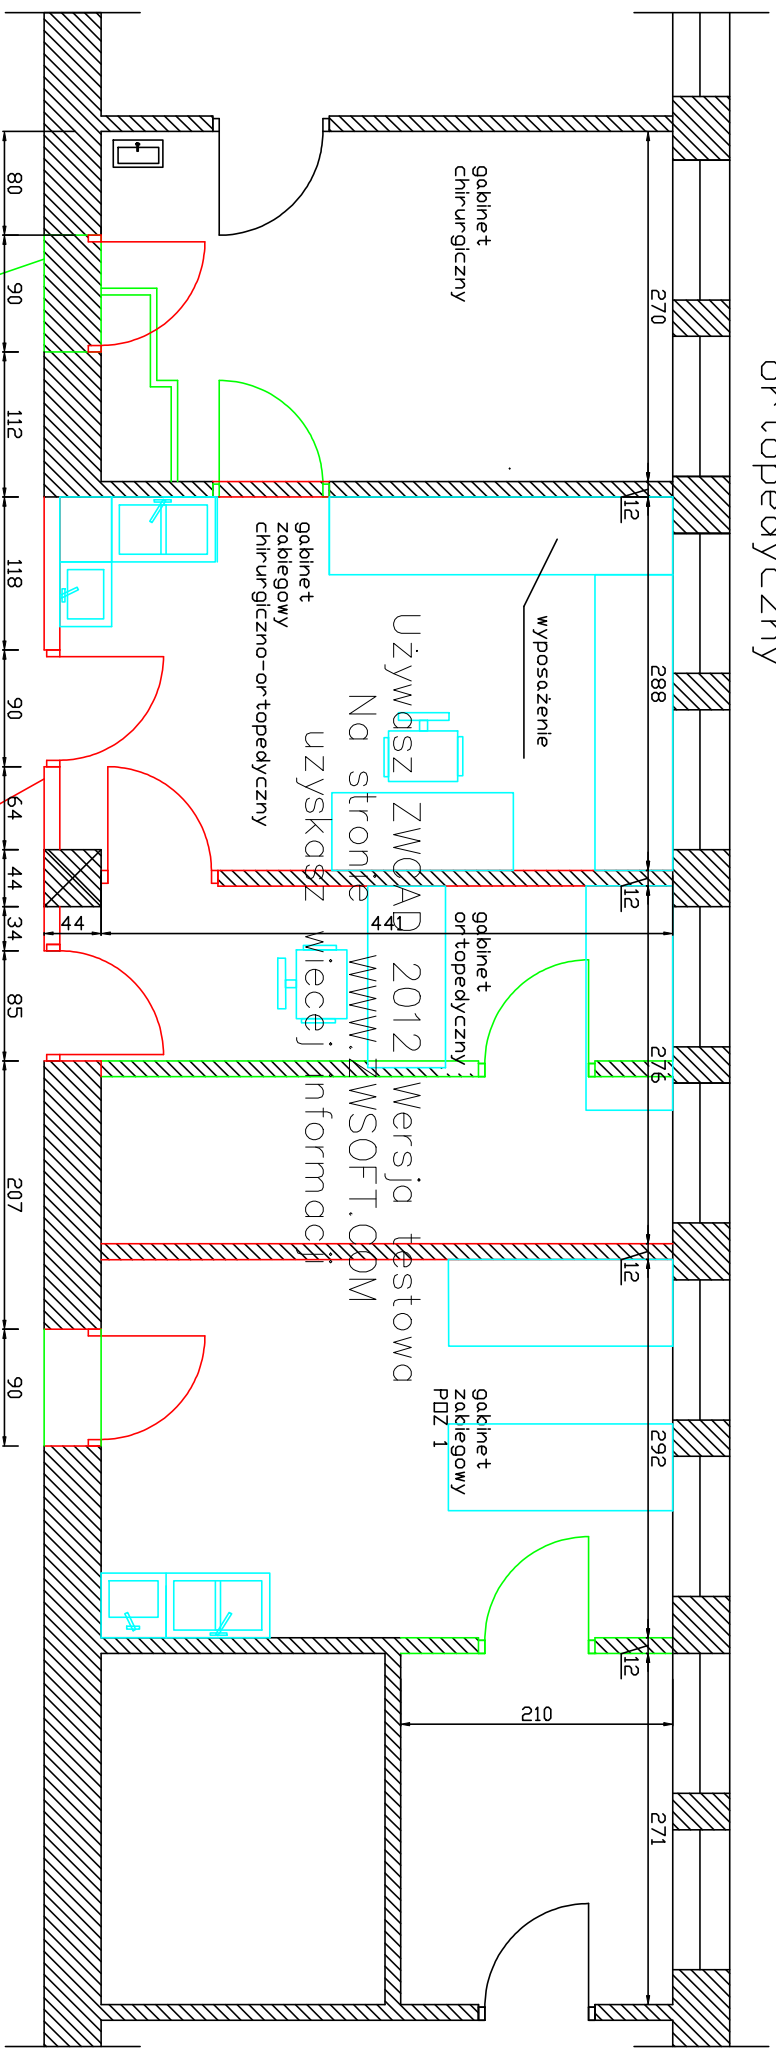 ortopedyczny
gabinet
chirurgiczny
270
12
gabinet
zabiegowy
chirurgiczno-ortopedyczny
wyposażenie
288
12
Używasz ZWCAD 2012 Wersja testowa
Na stronie WWW.ZWSOFT.COM
uzyskasz wiecej informacji
gabinet
ortopedyczny
44
441
276
12
gabinet
zabiegowy
POZ 1
292
12
210
271
80
90
112
118
90
64
44
34
85
207
90